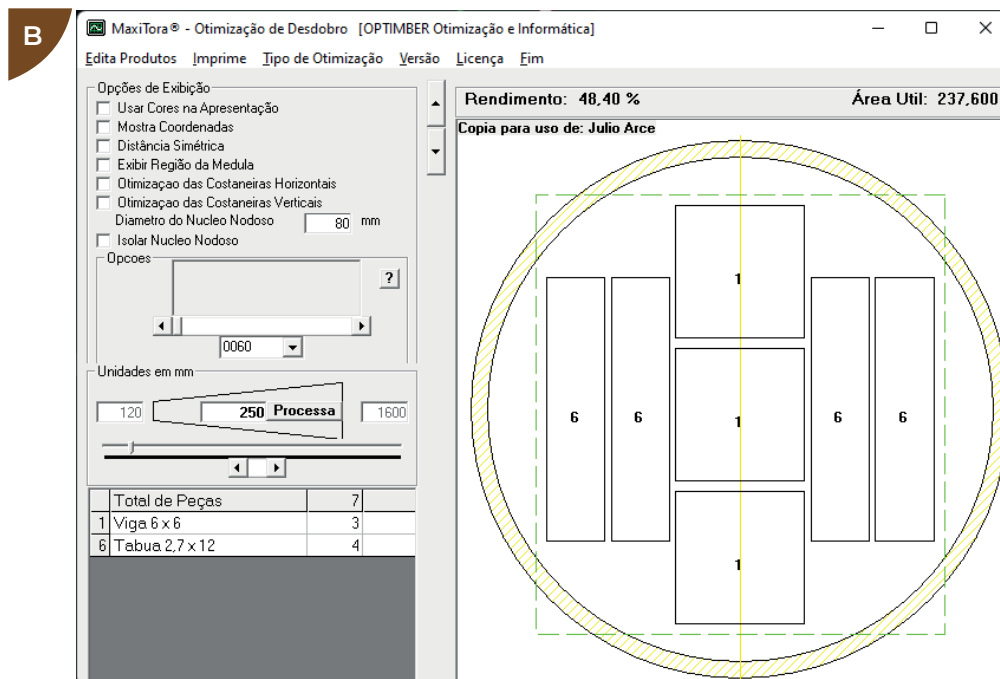 B
MaxiTora® - Otimização de Desdobro [OPTIMBER Otimização e Informática]
Edita Produtos Imprime Tipo de Otimização Versão Licença Fim
Opções de Exibição
Usar Cores na Apresentação
Mostra Coordenadas
Distância Simétrica
Exibir Região da Medula
Otimizaçao das Costaneiras Horizontais
Otimizaçao das Costaneiras Verticais
Diametro do Nucleo Nodoso 80 mm
Isolar Nucleo Nodoso
Opcoes
?
0060
Unidades em mm
120 250 Processa 1600
Total de Peças 7
1 Viga 6 x 6 3
6 Tabua 2,7 x 12 4
Rendimento: 48,40 % Área Util: 237,600
Copia para uso de: Julio Arce
1
6 6 1 6 6
1